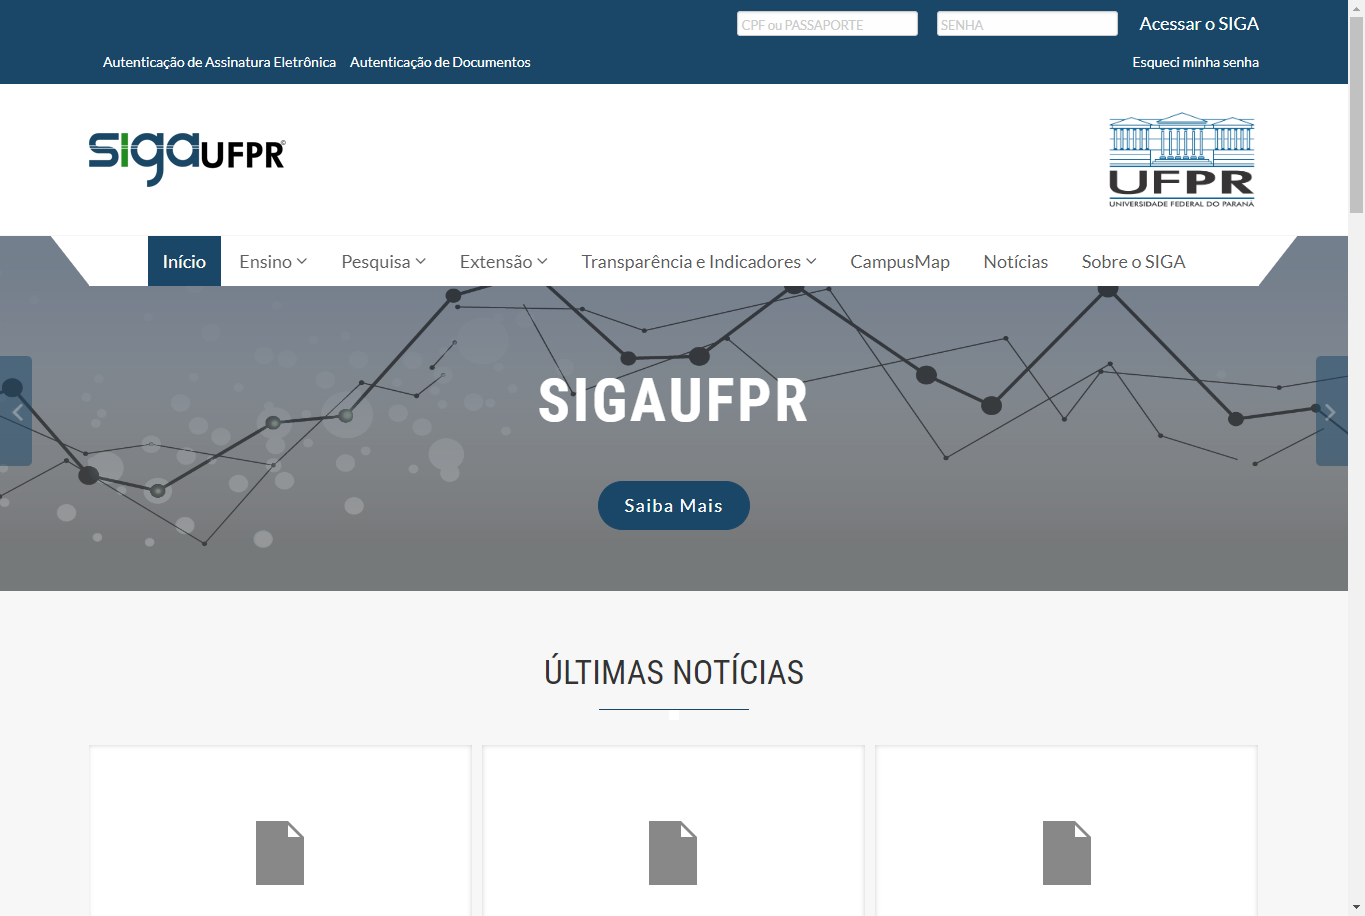 CPF ou PASSAPORTE SENHA Acessar o SIGA
Autenticação de Assinatura Eletrônica Autenticação de Documentos Esqueci minha senha
sigaUFPR©
UFPR
UNIVERSIDADE FEDERAL DO PARANÁ
Início Ensino Pesquisa Extensão Transparência e Indicadores CampusMap Notícias Sobre o SIGA
SIGAUFPR
Saiba Mais
ÚLTIMAS NOTÍCIAS